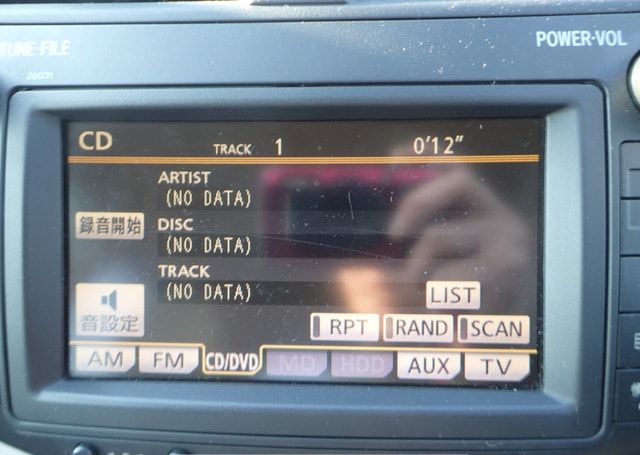 TUNE·FILE
POWER·VOL
26031
CD TRACK 1 0'12"
ARTIST
(NO DATA)
録音開始
DISC
(NO DATA)
TRACK
(NO DATA)
LIST
音設定
RPT RAND SCAN
AM FM CD/DVD MD HDD AUX TV